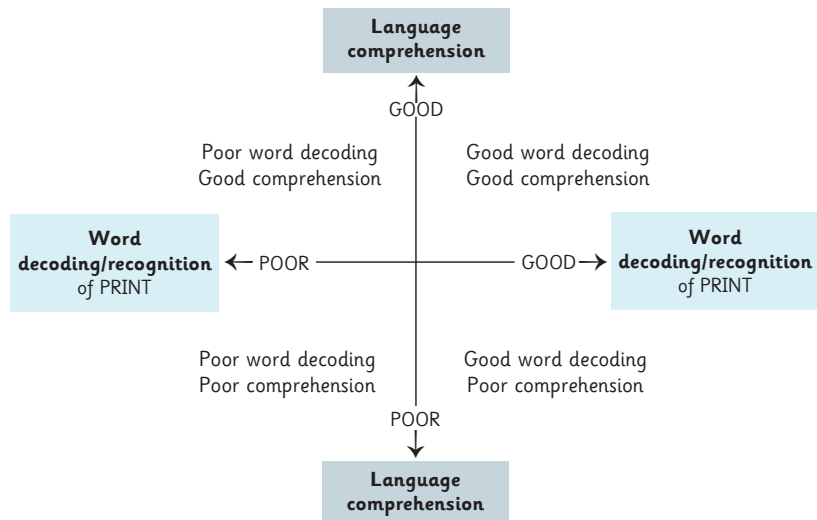 Language
comprehension
GOOD
Poor word decoding
Good comprehension
Good word decoding
Good comprehension
Word
decoding/recognition
of PRINT
POOR
GOOD
Word
decoding/recognition
of PRINT
Poor word decoding
Poor comprehension
Good word decoding
Poor comprehension
POOR
Language
comprehension